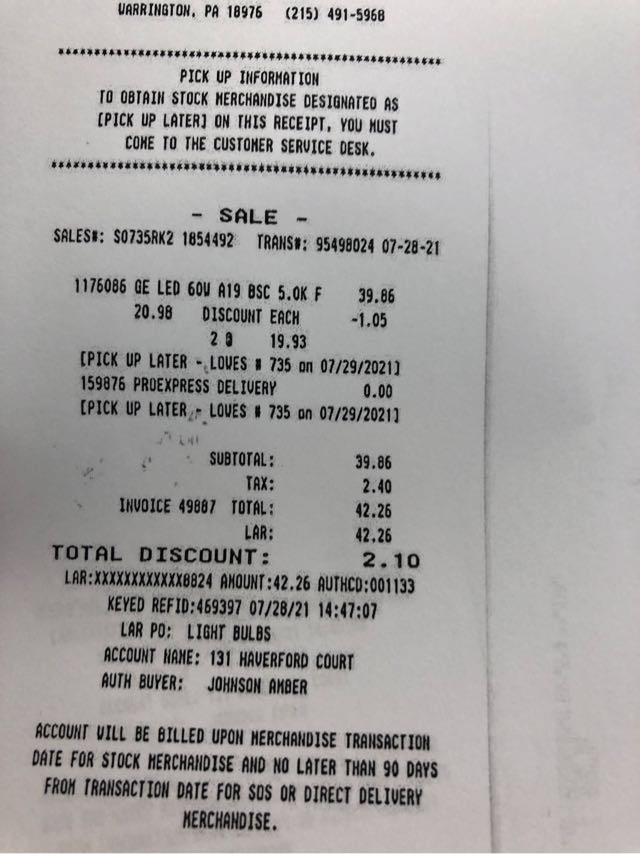 WARRINGTON, PA 18976 (215) 491-5968
******************************************
PICK UP INFORMATION
TO OBTAIN STOCK MERCHANDISE DESIGNATED AS
[PICK UP LATER] ON THIS RECEIPT, YOU MUST
COME TO THE CUSTOMER SERVICE DESK.
******************************************
- SALE -
SALES#: S0735RK2 1854492 TRANS#: 95498024 07-28-21
1176086 GE LED 60W A19 BSC 5.0K F 39.86
20.98 DISCOUNT EACH -1.05
2 @ 19.93
[PICK UP LATER - LOWES # 735 on 07/29/2021]
159876 PROEXPRESS DELIVERY 0.00
[PICK UP LATER - LOWES # 735 on 07/29/2021]
SUBTOTAL: 39.86
TAX: 2.40
INVOICE 49887 TOTAL: 42.26
LAR: 42.26
TOTAL DISCOUNT: 2.10
LAR:XXXXXXXXXXXX8824 AMOUNT:42.26 AUTHCD:001133
KEYED REFID:469397 07/28/21 14:47:07
LAR PO: LIGHT BULBS
ACCOUNT NAME: 131 HAVERFORD COURT
AUTH BUYER: JOHNSON AMBER
ACCOUNT WILL BE BILLED UPON MERCHANDISE TRANSACTION
DATE FOR STOCK MERCHANDISE AND NO LATER THAN 90 DAYS
FROM TRANSACTION DATE FOR SOS OR DIRECT DELIVERY
MERCHANDISE.